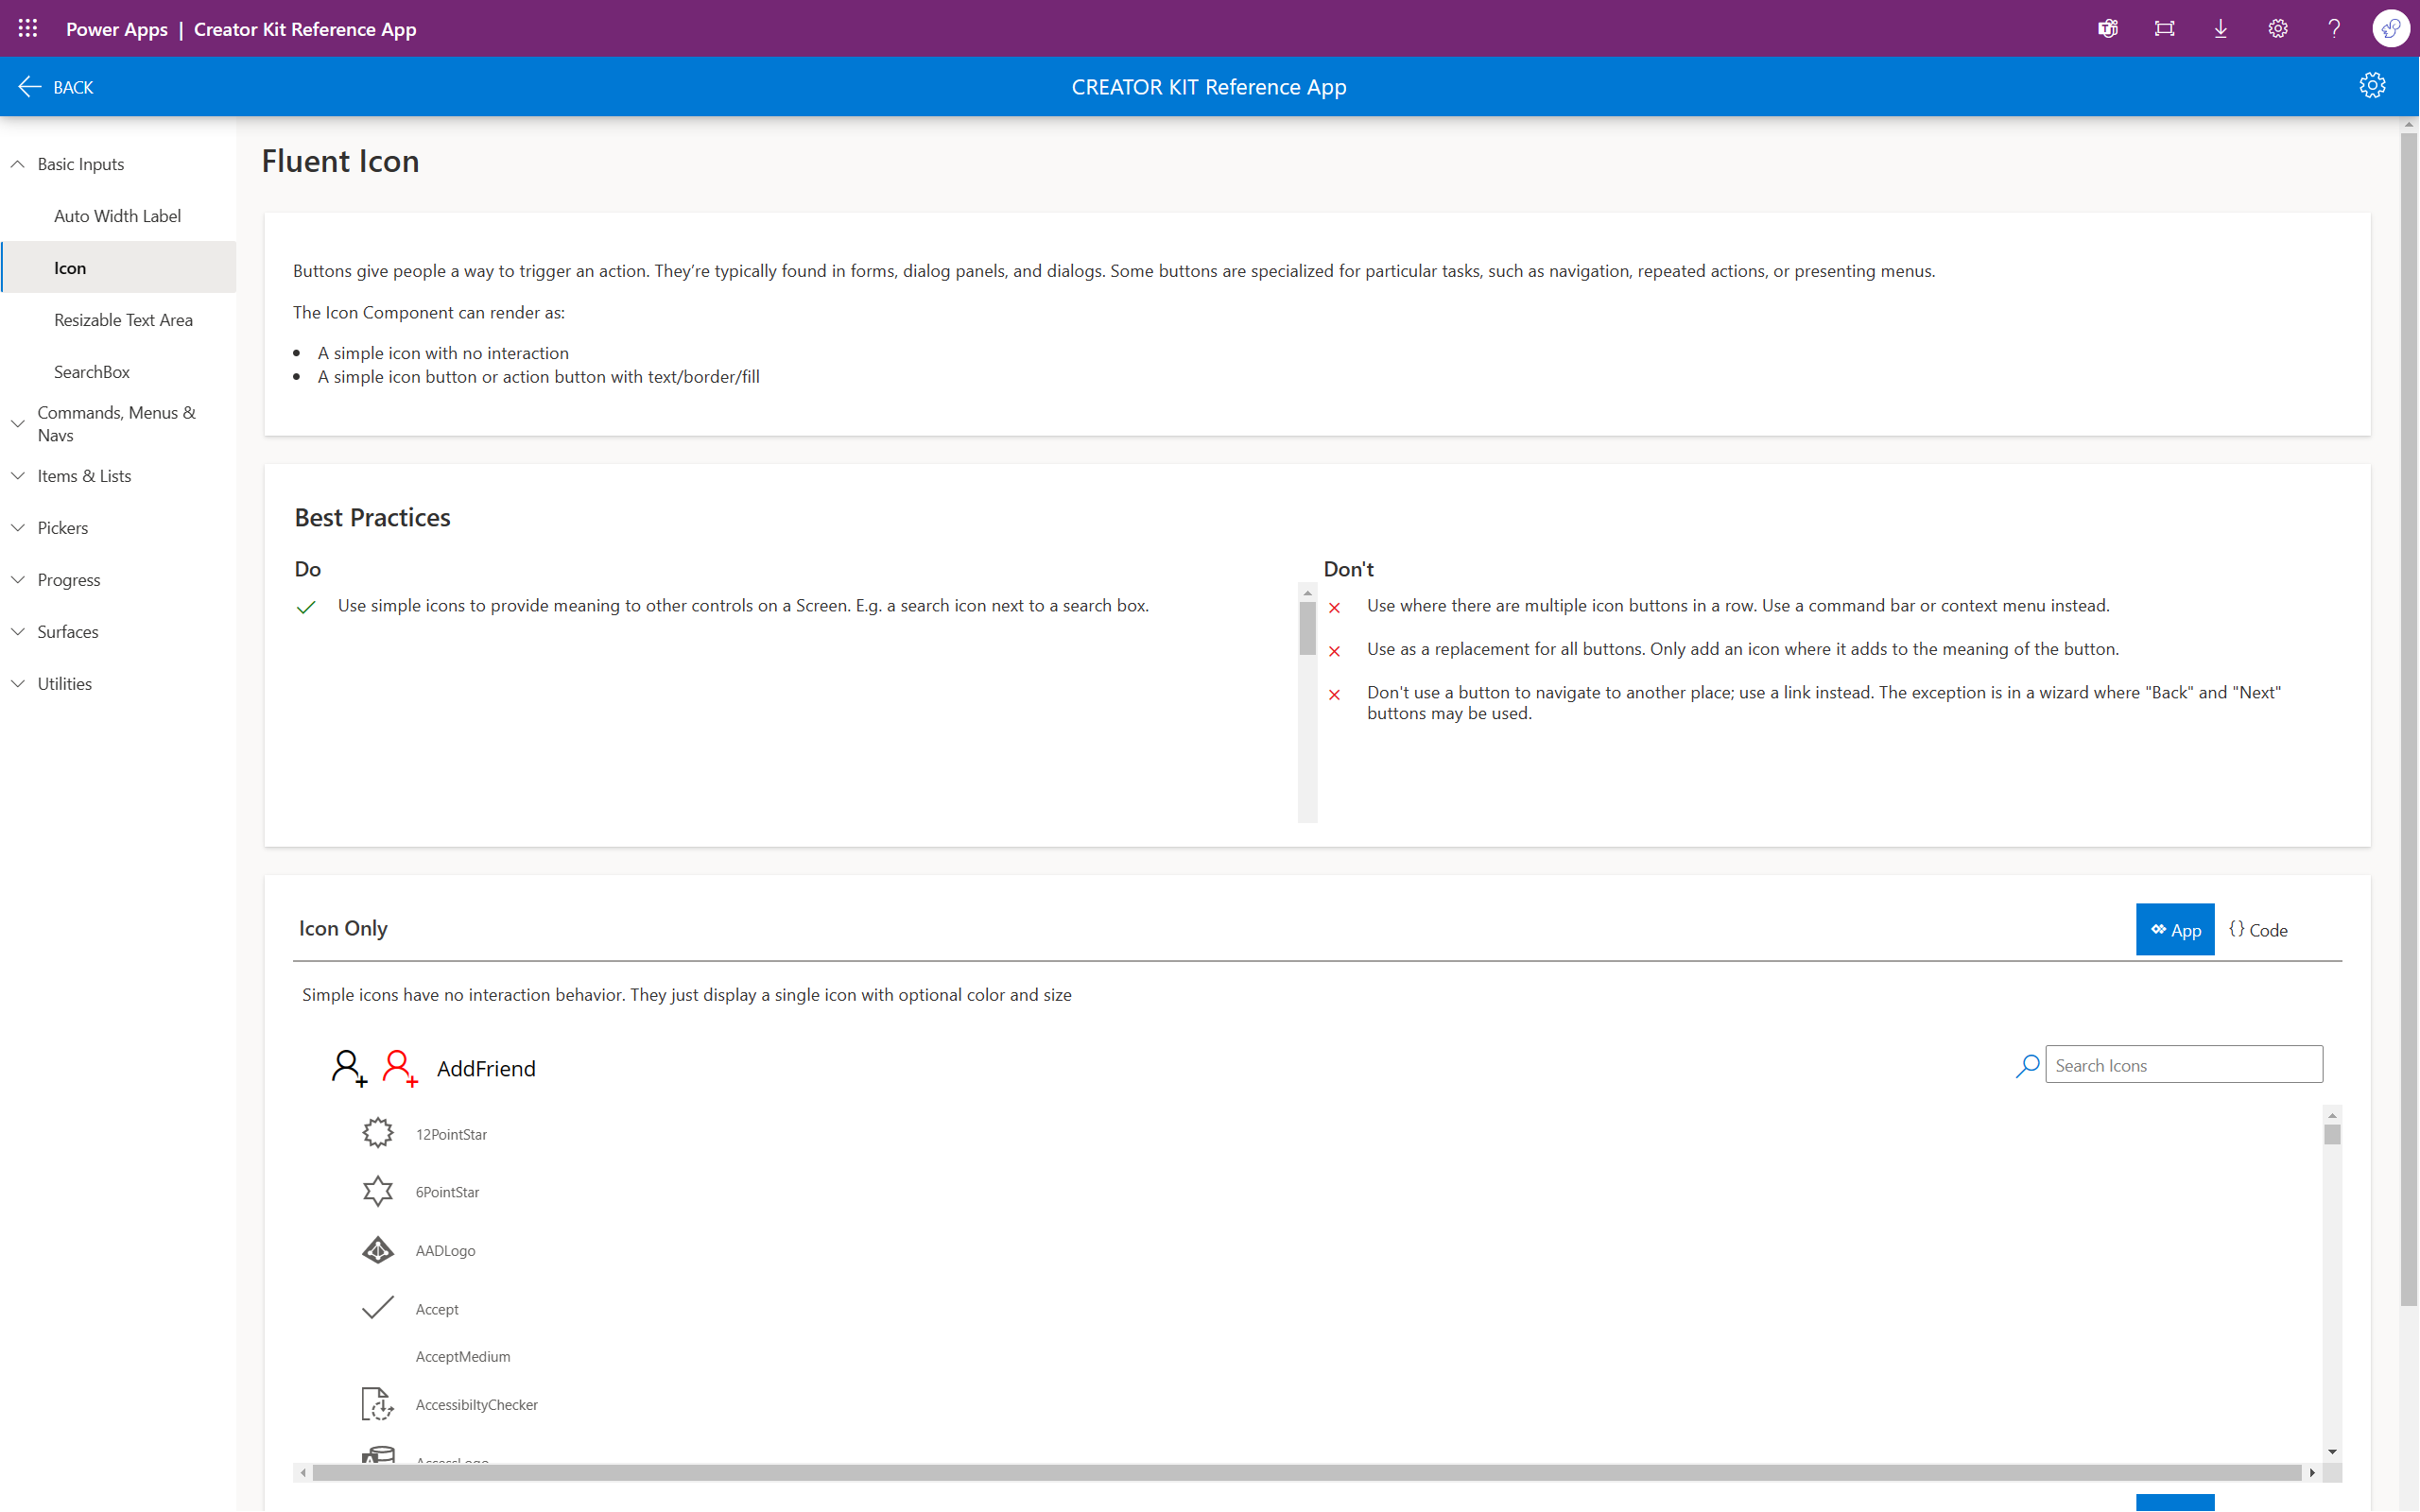 Power Apps | Creator Kit Reference App
BACK
CREATOR KIT Reference App
Basic Inputs
Auto Width Label
Icon
Resizable Text Area
SearchBox
Commands, Menus &
Navs
Items & Lists
Pickers
Progress
Surfaces
Utilities
Fluent Icon
Buttons give people a way to trigger an action. They’re typically found in forms, dialog panels, and dialogs. Some buttons are specialized for particular tasks, such as navigation, repeated actions, or presenting menus.
The Icon Component can render as:
• A simple icon with no interaction
• A simple icon button or action button with text/border/fill
Best Practices
Do
Use simple icons to provide meaning to other controls on a Screen. E.g. a search icon next to a search box.
Don't
Use where there are multiple icon buttons in a row. Use a command bar or context menu instead.
Use as a replacement for all buttons. Only add an icon where it adds to the meaning of the button.
Don't use a button to navigate to another place; use a link instead. The exception is in a wizard where "Back" and "Next"
buttons may be used.
Icon Only
App
{} Code
Simple icons have no interaction behavior. They just display a single icon with optional color and size
AddFriend
Search Icons
12PointStar
6PointStar
AADLogo
Accept
AcceptMedium
AccessibiltyChecker
AccessLogo